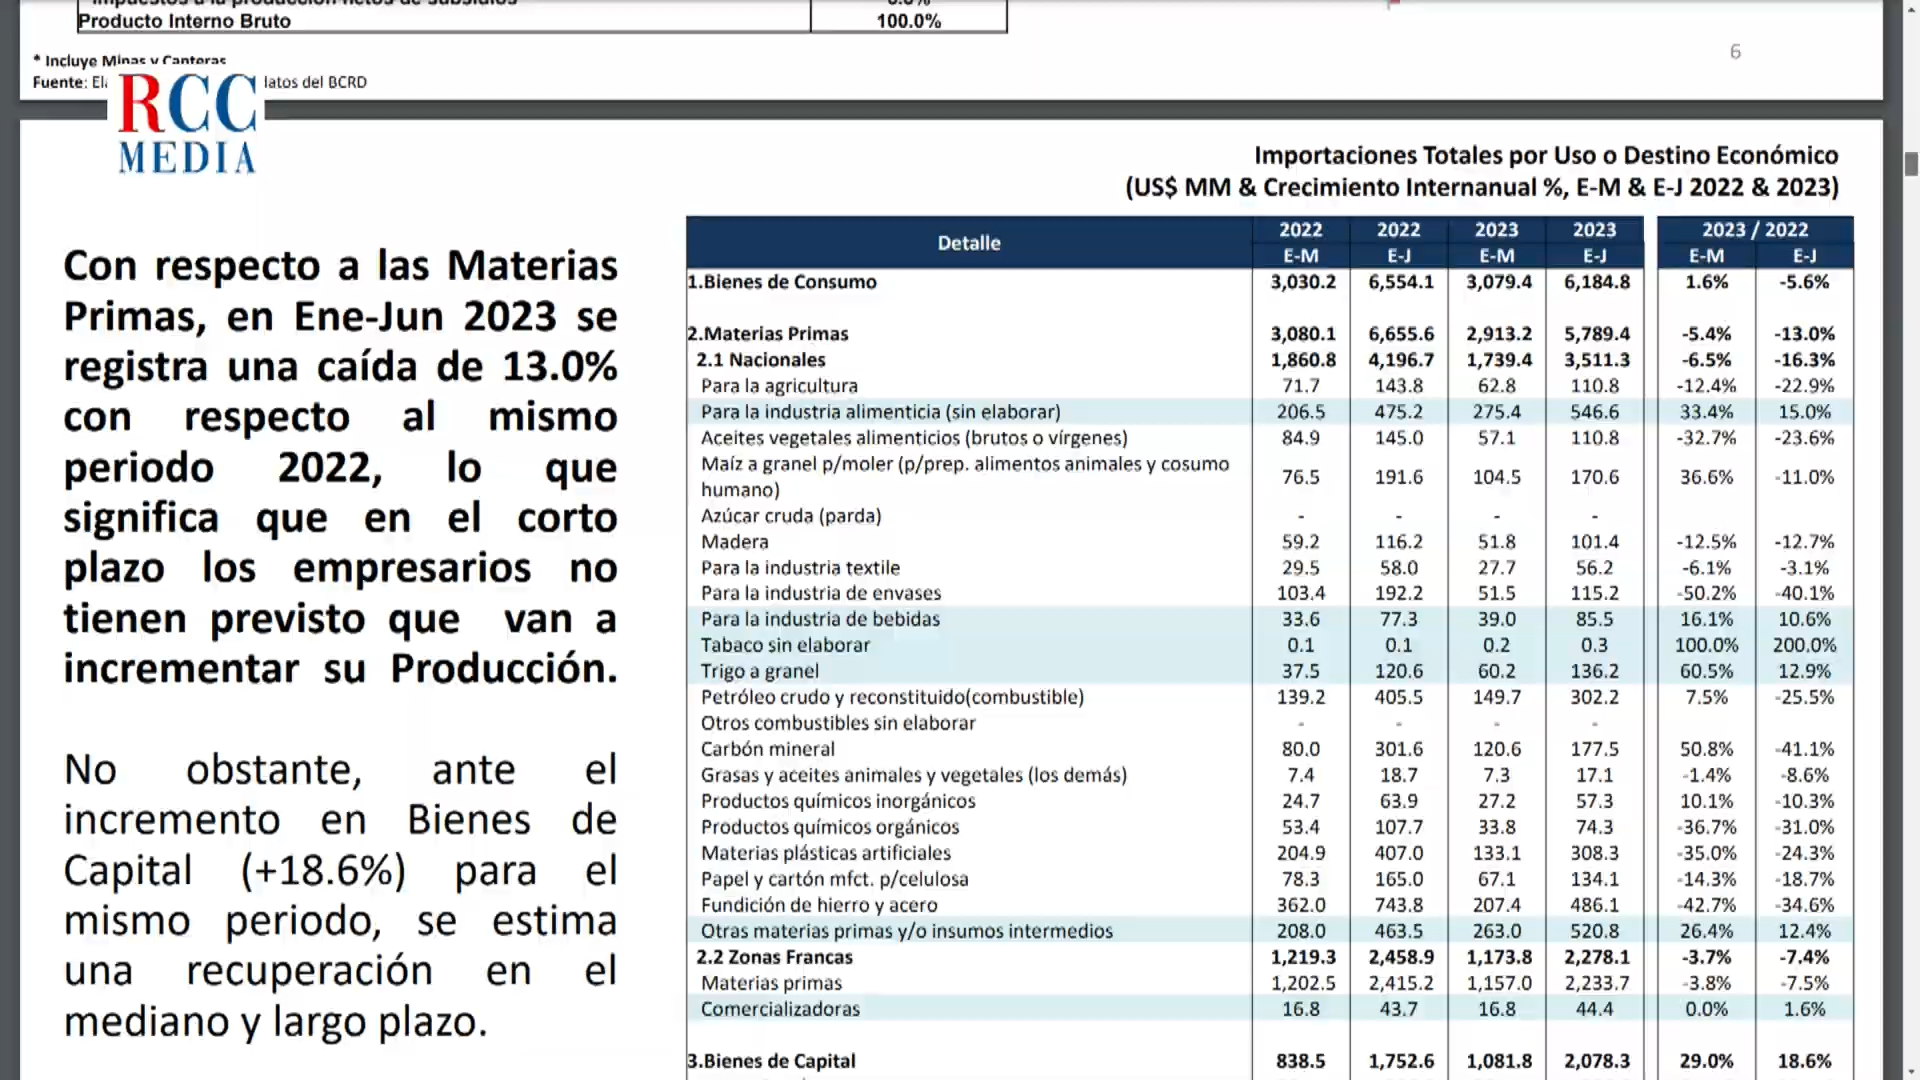 Producto Interno Bruto 100.0%
* Incluye Minas y Canteras
Fuente: datos del BCRD
6
RCC
MEDIA
Importaciones Totales por Uso o Destino Económico
(US$ MM & Crecimiento Internanual %, E-M & E-J 2022 & 2023)
Con respecto a las Materias
Primas, en Ene-Jun 2023 se
registra una caída de 13.0%
con respecto al mismo
periodo 2022, lo que
significa que en el corto
plazo los empresarios no
tienen previsto que van a
incrementar su Producción.
No obstante, ante el
incremento en Bienes de
Capital (+18.6%) para el
mismo periodo, se estima
una recuperación en el
mediano y largo plazo.
Detalle 2022 2022 2023 2023 2023 / 2022
E-M E-J E-M E-J E-M E-J
1.Bienes de Consumo 3,030.2 6,554.1 3,079.4 6,184.8 1.6% -5.6%
2.Materias Primas 3,080.1 6,655.6 2,913.2 5,789.4 -5.4% -13.0%
2.1 Nacionales 1,860.8 4,196.7 1,739.4 3,511.3 -6.5% -16.3%
Para la agricultura 71.7 143.8 62.8 110.8 -12.4% -22.9%
Para la industria alimenticia (sin elaborar) 206.5 475.2 275.4 546.6 33.4% 15.0%
Aceites vegetales alimenticios (brutos o vírgenes) 84.9 145.0 57.1 110.8 -32.7% -23.6%
Maíz a granel p/moler (p/prep. alimentos animales y cosumo
humano) 76.5 191.6 104.5 170.6 36.6% -11.0%
Azúcar cruda (parda) - - - -
Madera 59.2 116.2 51.8 101.4 -12.5% -12.7%
Para la industria textile 29.5 58.0 27.7 56.2 -6.1% -3.1%
Para la industria de envases 103.4 192.2 51.5 115.2 -50.2% -40.1%
Para la industria de bebidas 33.6 77.3 39.0 85.5 16.1% 10.6%
Tabaco sin elaborar 0.1 0.1 0.2 0.3 100.0% 200.0%
Trigo a granel 37.5 120.6 60.2 136.2 60.5% 12.9%
Petróleo crudo y reconstituido(combustible) 139.2 405.5 149.7 302.2 7.5% -25.5%
Otros combustibles sin elaborar - - - -
Carbón mineral 80.0 301.6 120.6 177.5 50.8% -41.1%
Grasas y aceites animales y vegetales (los demás) 7.4 18.7 7.3 17.1 -1.4% -8.6%
Productos químicos inorgánicos 24.7 63.9 27.2 57.3 10.1% -10.3%
Productos químicos orgánicos 53.4 107.7 33.8 74.3 -36.7% -31.0%
Materias plásticas artificiales 204.9 407.0 133.1 308.3 -35.0% -24.3%
Papel y cartón mfct. p/celulosa 78.3 165.0 67.1 134.1 -14.3% -18.7%
Fundición de hierro y acero 362.0 743.8 207.4 486.1 -42.7% -34.6%
Otras materias primas y/o insumos intermedios 208.0 463.5 263.0 520.8 26.4% 12.4%
2.2 Zonas Francas 1,219.3 2,458.9 1,173.8 2,278.1 -3.7% -7.4%
Materias primas 1,202.5 2,415.2 1,157.0 2,233.7 -3.8% -7.5%
Comercializadoras 16.8 43.7 16.8 44.4 0.0% 1.6%
3.Bienes de Capital 838.5 1,752.6 1,081.8 2,078.3 29.0% 18.6%